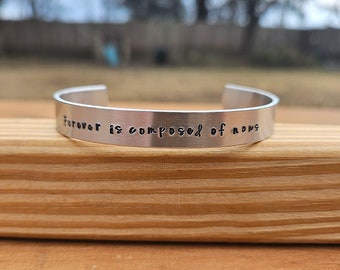 forever is composed of nows